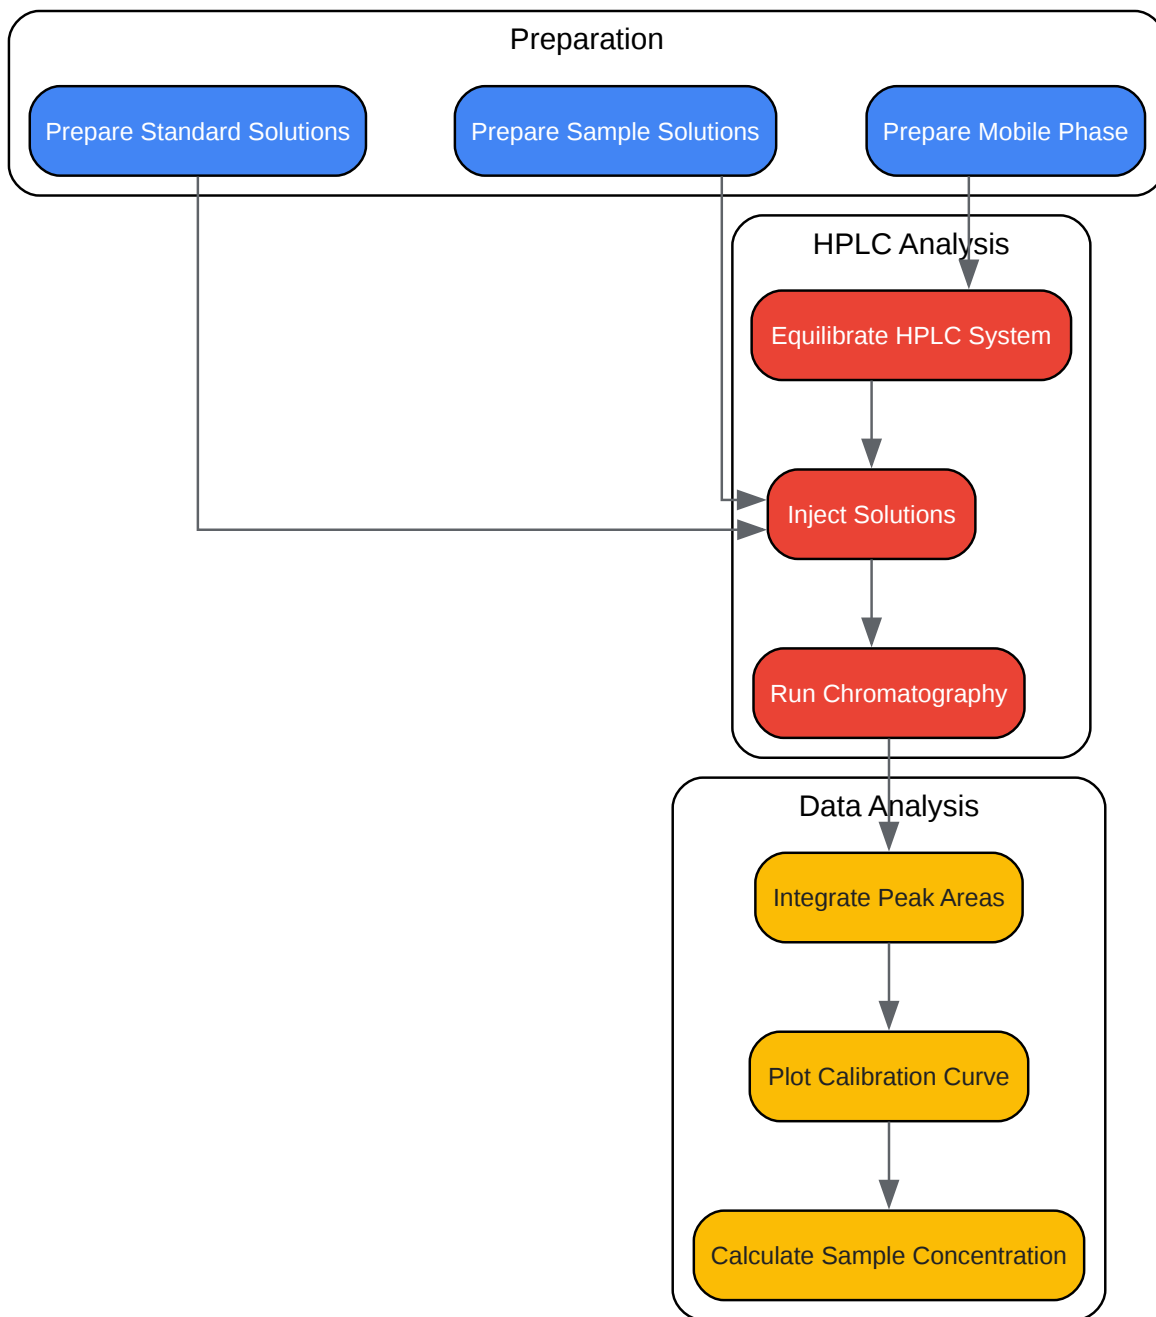 Preparation
Prepare Standard Solutions
Prepare Sample Solutions
Prepare Mobile Phase
HPLC Analysis
Equilibrate HPLC System
Inject Solutions
Run Chromatography
Data Analysis
Integrate Peak Areas
Plot Calibration Curve
Calculate Sample Concentration